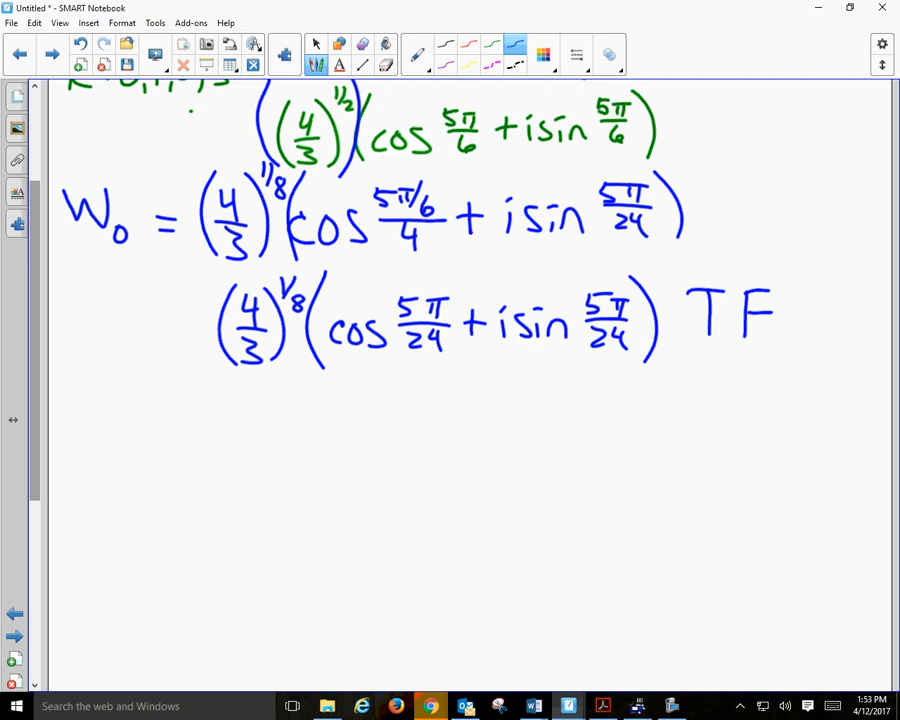 Untitled * - SMART Notebook
File Edit View Insert Format Tools Add-ons Help
(4/3)^1/2 (cos 5π/6 + i sin 5π/6)
W₀ = (4/3)^1/8 (cos (5π/6)/4 + i sin 5π/24)
(4/3)^1/8 (cos 5π/24 + i sin 5π/24) TF
Search the web and Windows
1:53 PM
4/12/2017